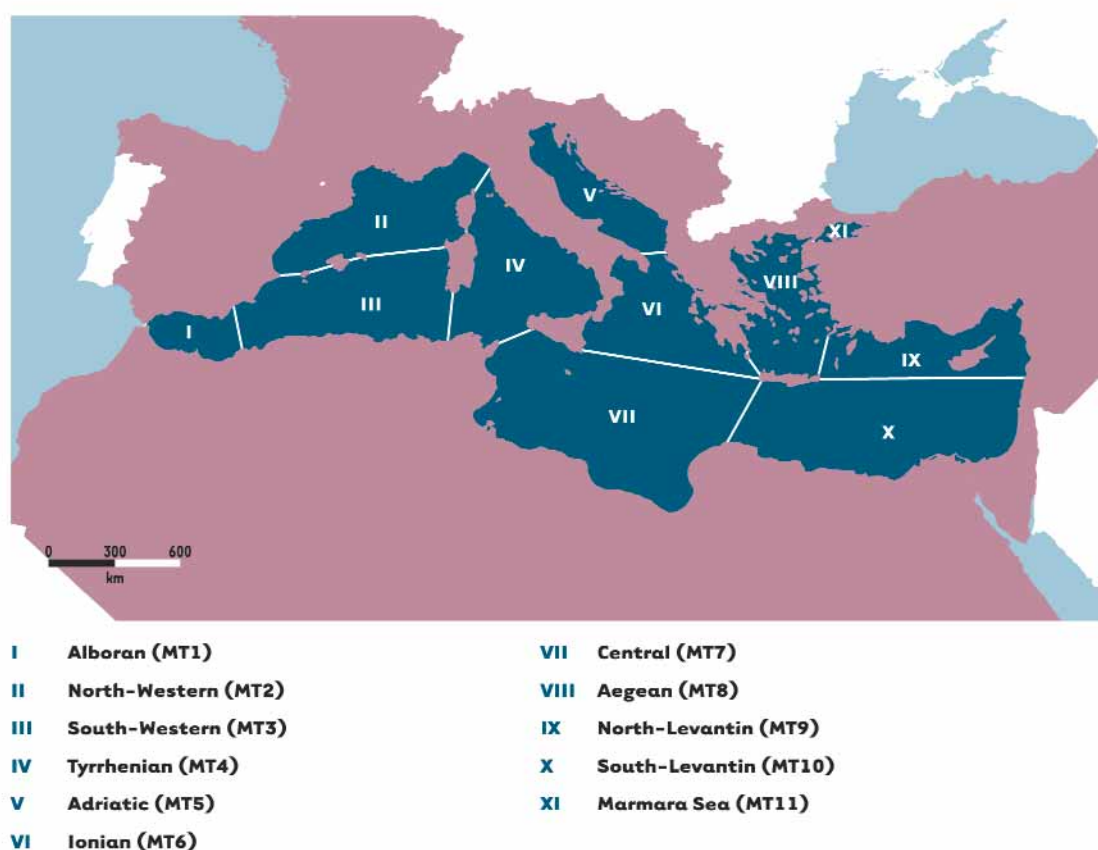 V
XI
II
VIII
IV
III
VI
I
IX
VII
X
0 300 600
km
I Alboran (MT1)
II North-Western (MT2)
III South-Western (MT3)
IV Tyrrhenian (MT4)
V Adriatic (MT5)
VI Ionian (MT6)
VII Central (MT7)
VIII Aegean (MT8)
IX North-Levantin (MT9)
X South-Levantin (MT10)
XI Marmara Sea (MT11)